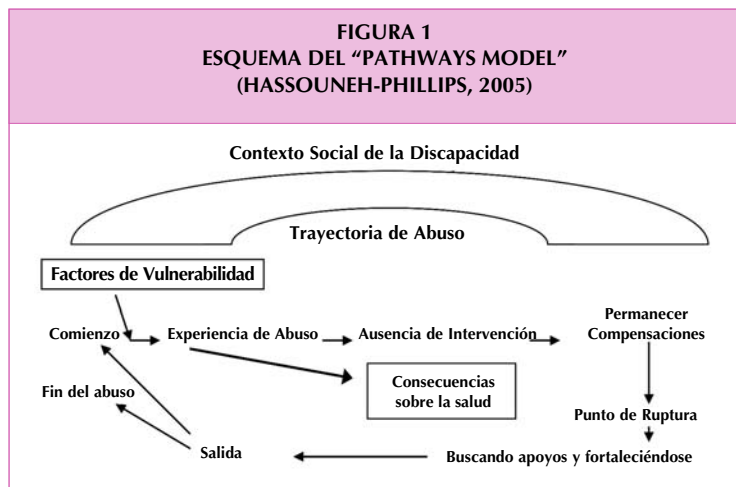 FIGURA 1
ESQUEMA DEL “PATHWAYS MODEL”
(HASSOUNEH-PHILLIPS, 2005)
Contexto Social de la Discapacidad
Trayectoria de Abuso
Factores de Vulnerabilidad
Comienzo
Experiencia de Abuso
Ausencia de Intervención
Permanecer
Compensaciones
Consecuencias
sobre la salud
Fin del abuso
Punto de Ruptura
Salida
Buscando apoyos y fortaleciéndose